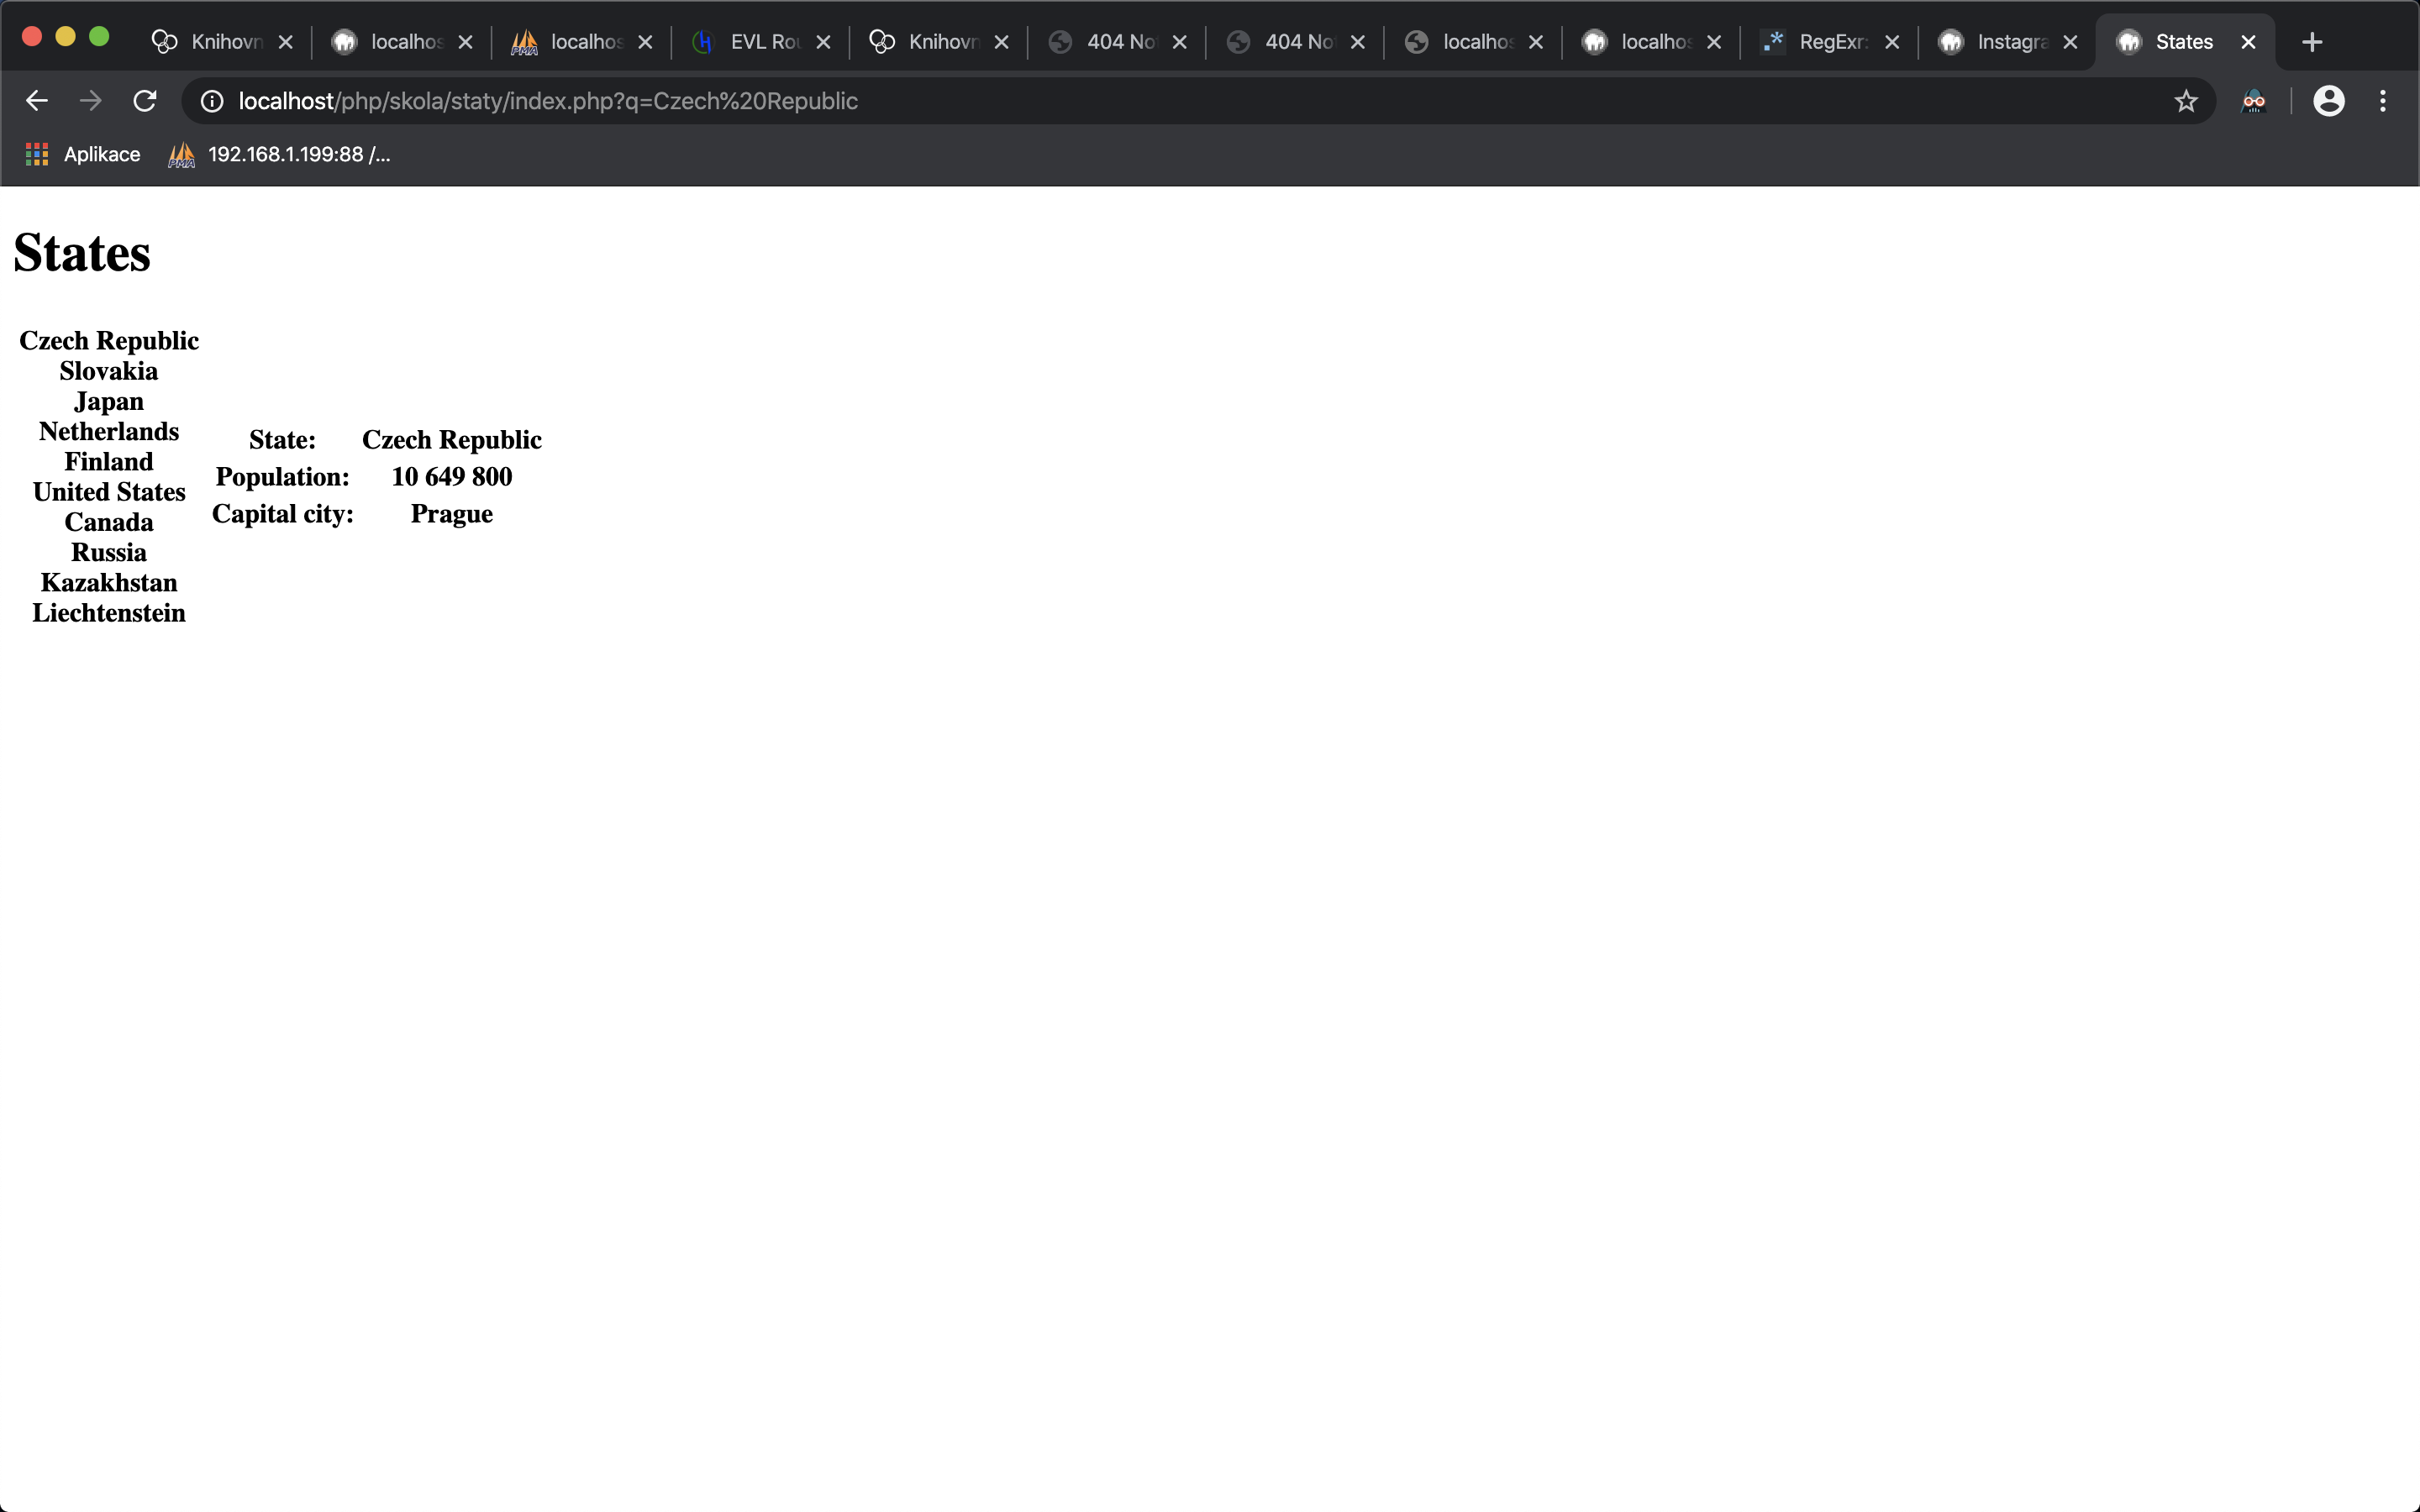 Knihovn
localhos
localhos
EVL Rou
Knihovn
404 No
404 No
localhos
localhos
RegExr:
Instagra
States
localhost/php/skola/staty/index.php?q=Czech%20Republic
Aplikace
PMA 192.168.1.199:88 /...
States
Czech Republic
Slovakia
Japan
Netherlands
Finland
United States
Canada
Russia
Kazakhstan
Liechtenstein
State: Czech Republic
Population: 10 649 800
Capital city: Prague